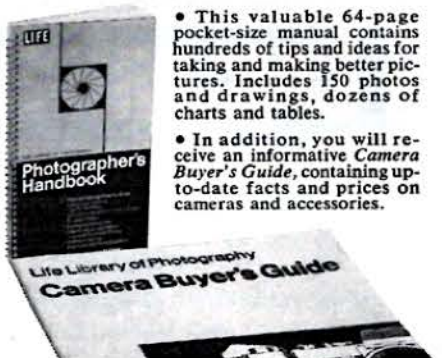 • This valuable 64-page
pocket-size manual contains
hundreds of tips and ideas for
taking and making better pic-
tures. Includes 150 photos
and drawings, dozens of
charts and tables.
• In addition, you will re-
ceive an informative Camera
Buyer's Guide, containing up-
to-date facts and prices on
cameras and accessories.
LIFE
Photographer's
Handbook
Life Library of Photography
Camera Buyer's Guide